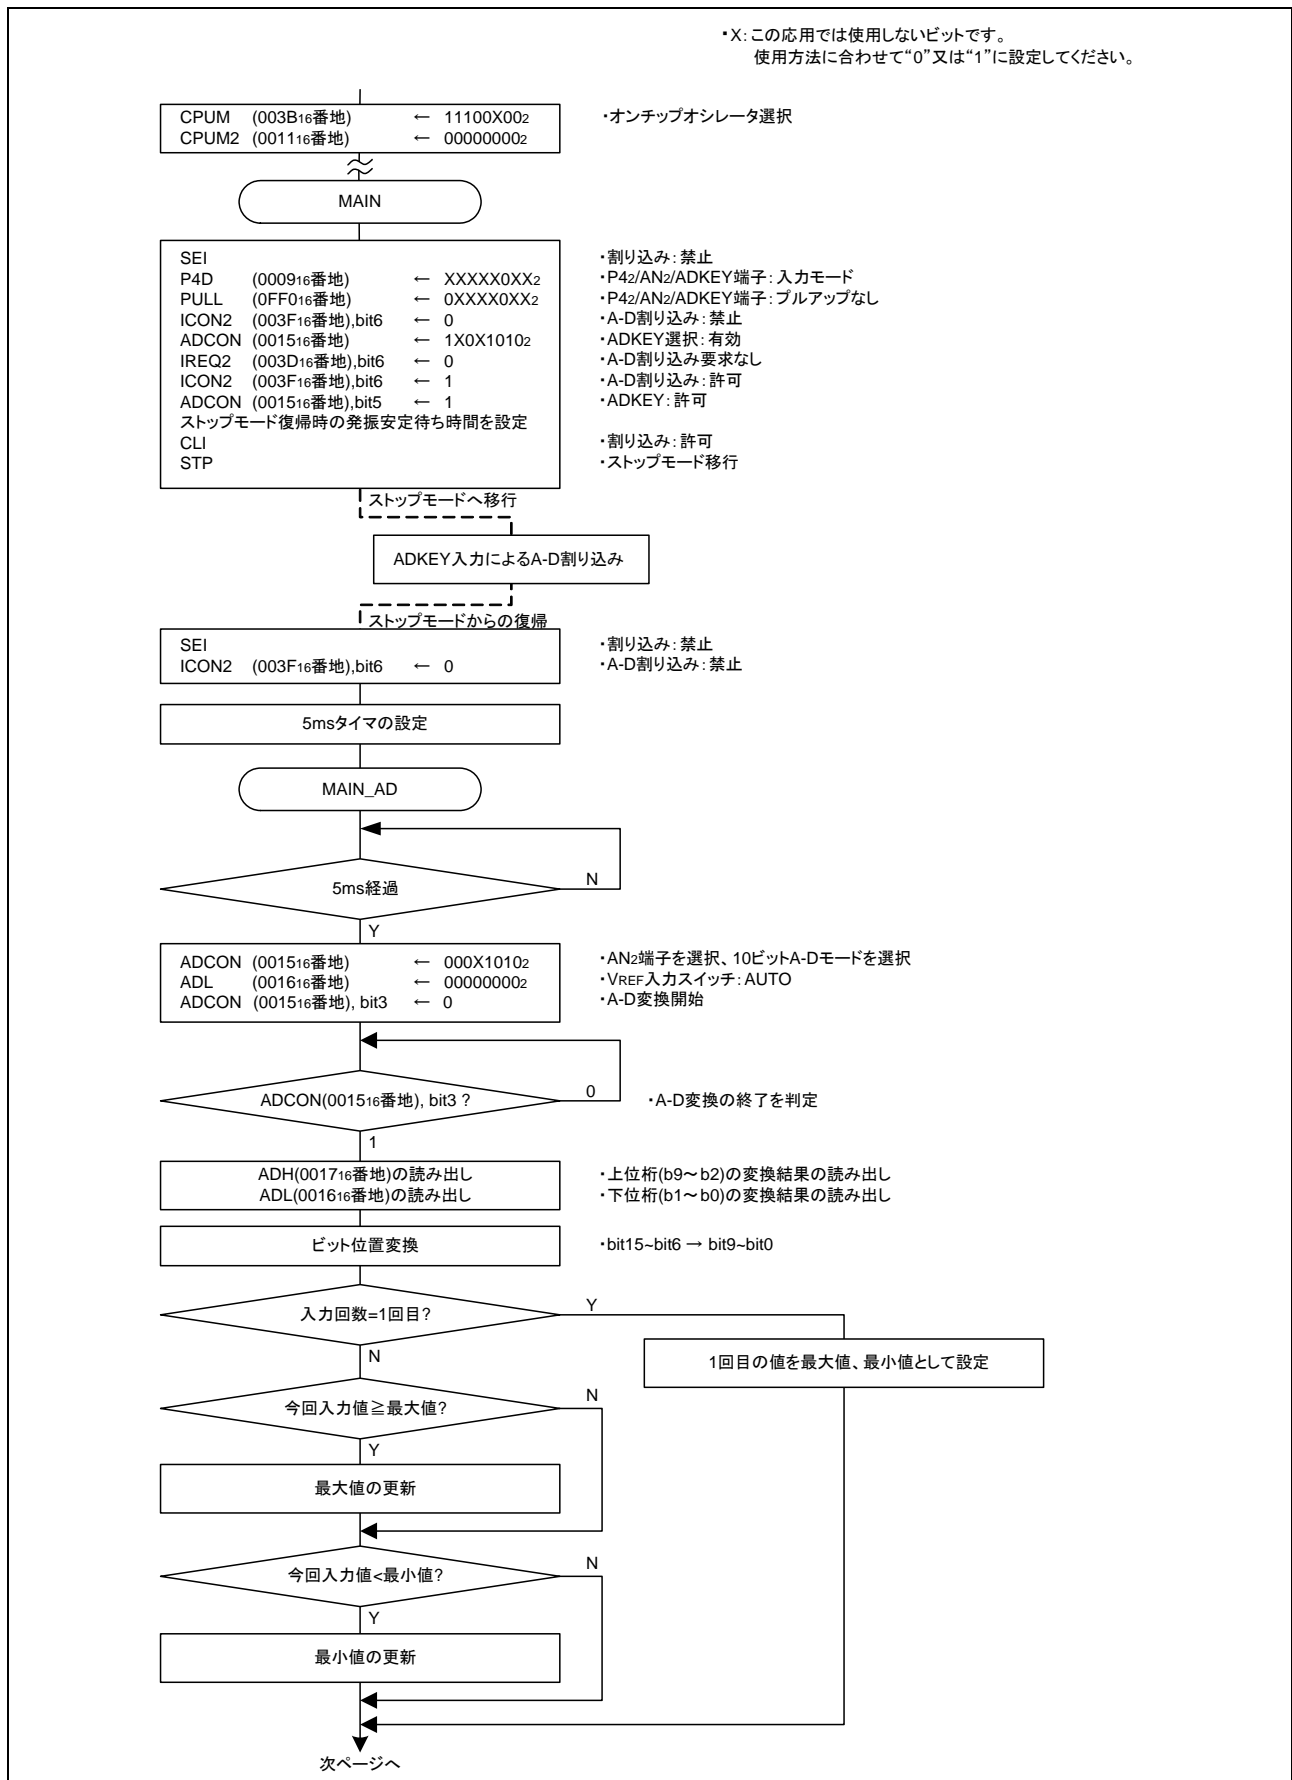 ・X:この応用では使用しないビットです。
使用方法に合わせて“0”又は“1”に設定してください。
CPUM (003B16番地) ← 11100X002 ・オンチップオシレータ選択
CPUM2 (001116番地) ← 000000002
MAIN
SEI ・割り込み:禁止
P4D (000916番地) ← XXXXX0XX2 ・P42/AN2/ADKEY端子:入力モード
PULL (0FF016番地) ← 0XXXX0XX2 ・P42/AN2/ADKEY端子:プルアップなし
ICON2 (003F16番地),bit6 ← 0 ・A-D割り込み:禁止
ADCON (001516番地) ← 1X0X10102 ・ADKEY選択:有効
IREQ2 (003D16番地),bit6 ← 0 ・A-D割り込み要求なし
ICON2 (003F16番地),bit6 ← 1 ・A-D割り込み:許可
ADCON (001516番地),bit5 ← 1 ・ADKEY:許可
ストップモード復帰時の発振安定待ち時間を設定
CLI ・割り込み:許可
STP ・ストップモード移行
ストップモードへ移行
ADKEY入力によるA-D割り込み
ストップモードからの復帰
SEI ・割り込み:禁止
ICON2 (003F16番地),bit6 ← 0 ・A-D割り込み:禁止
5msタイマの設定
MAIN_AD
5ms経過 N
Y
ADCON (001516番地) ← 000X10102 ・AN2端子を選択、10ビットA-Dモードを選択
ADL (001616番地) ← 000000002 ・VREF入力スイッチ:AUTO
ADCON (001516番地), bit3 ← 0 ・A-D変換開始
ADCON(001516番地), bit3 ? 0 ・A-D変換の終了を判定
1
ADH(001716番地)の読み出し ・上位桁(b9～b2)の変換結果の読み出し
ADL(001616番地)の読み出し ・下位桁(b1～b0)の変換結果の読み出し
ビット位置変換 ・bit15~bit6 → bit9~bit0
入力回数=1回目? Y
N
1回目の値を最大値、最小値として設定
今回入力値≧最大値? N
Y
最大値の更新
今回入力値<最小値? N
Y
最小値の更新
次ページへ